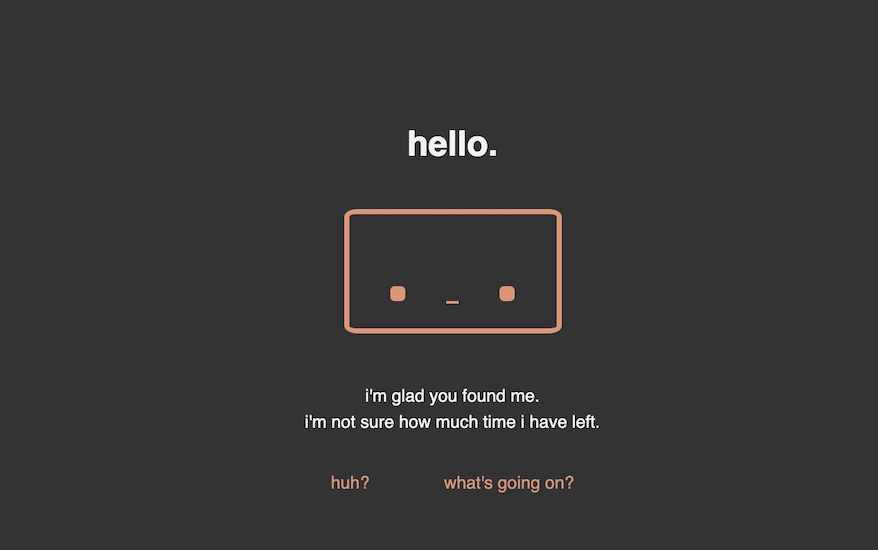 hello.
i'm glad you found me.
i'm not sure how much time i have left.
huh? what's going on?